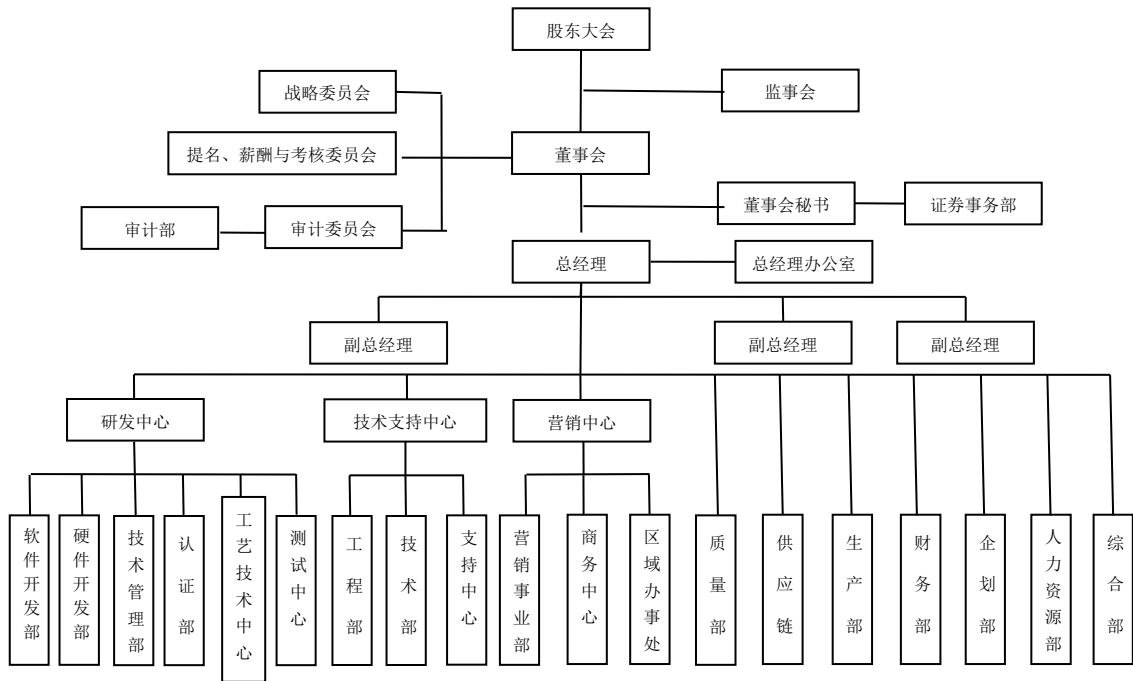 股东大会
战略委员会
监事会
提名、薪酬与考核委员会
董事会
审计部
审计委员会
董事会秘书
证券事务部
总经理
总经理办公室
副总经理
副总经理
副总经理
研发中心
技术支持中心
营销中心
软件开发部
硬件开发部
技术管理部
认证部
工艺技术中心
测试中心
工程部
技术部
支持中心
营销事业部
商务中心
区域办事处
质量部
供应链
生产部
财务部
企划部
人力资源部
综合部